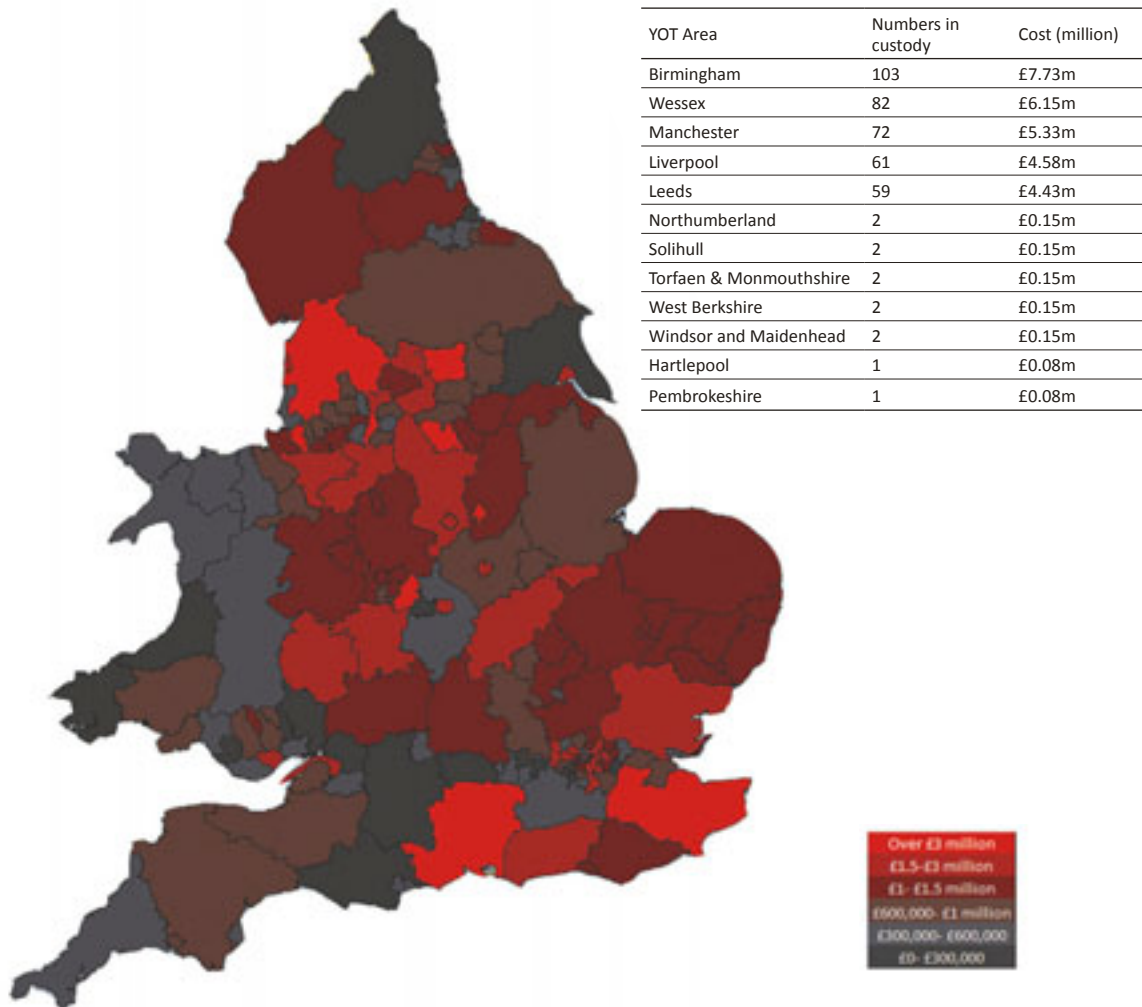 YOT Area Numbers in custody Cost (million)
Birmingham 103 £7.73m
Wessex 82 £6.15m
Manchester 72 £5.33m
Liverpool 61 £4.58m
Leeds 59 £4.43m
Northumberland 2 £0.15m
Solihull 2 £0.15m
Torfaen & Monmouthshire 2 £0.15m
West Berkshire 2 £0.15m
Windsor and Maidenhead 2 £0.15m
Hartlepool 1 £0.08m
Pembrokeshire 1 £0.08m
Over £3 million
£1.5-£3 million
£1- £1.5 million
£600,000- £1 million
£300,000- £600,000
£0- £300,000